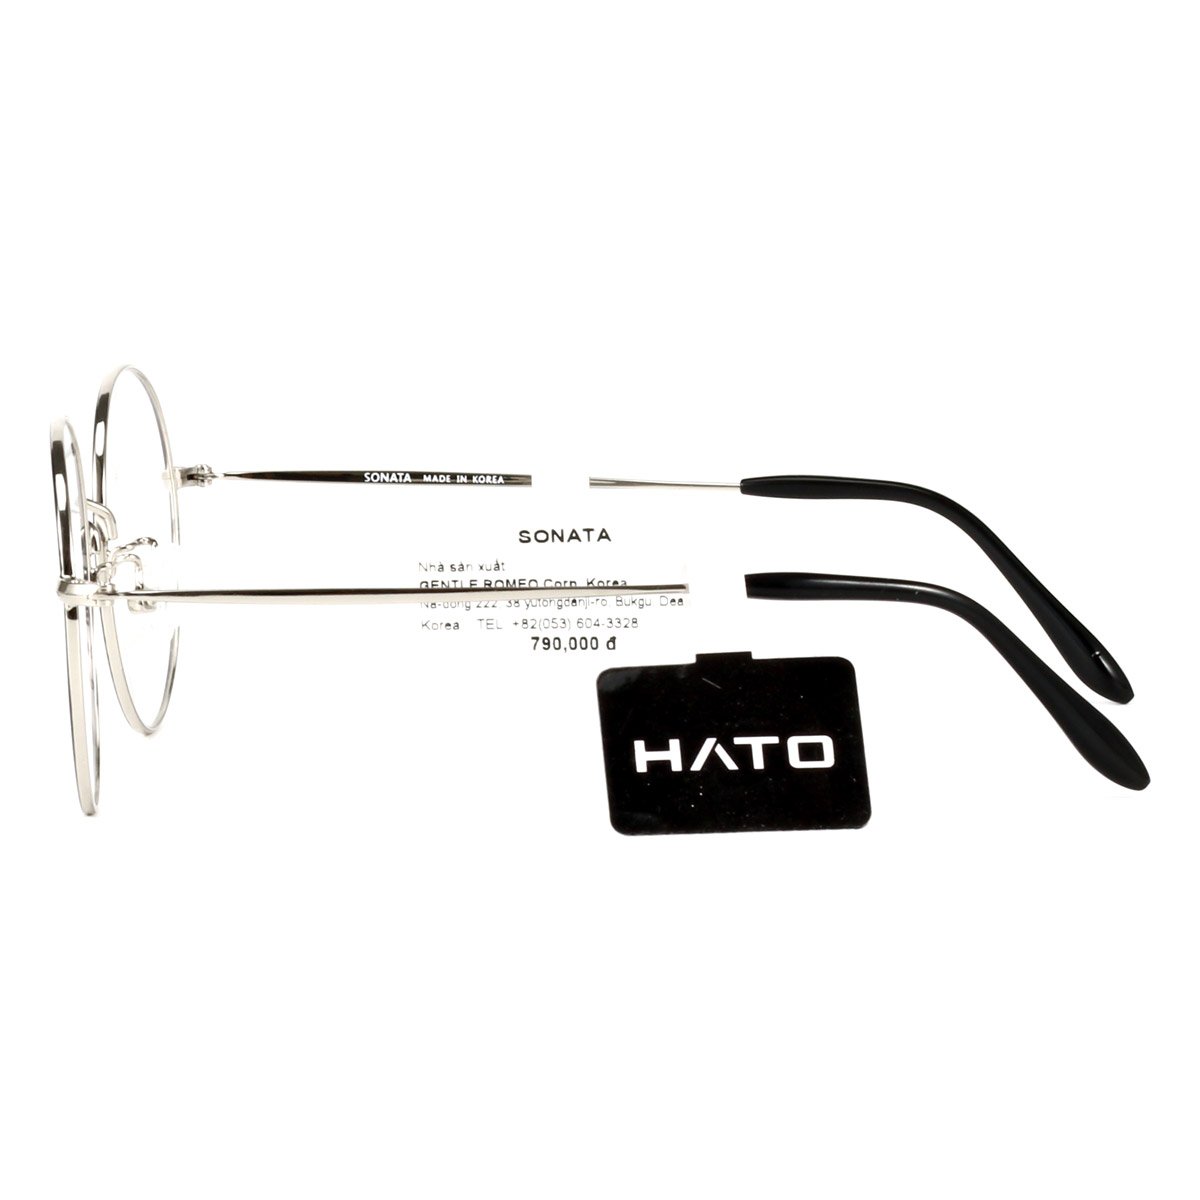 SONATA MADE IN KOREA
SONATA
Nhà sản xuất
GENTLE ROMEO Corp. Korea
Na-dong 222, 38 yutongdanji-ro, Bukgu, Dea
Korea TEL +82(053) 604-3328
790,000 đ
HATO